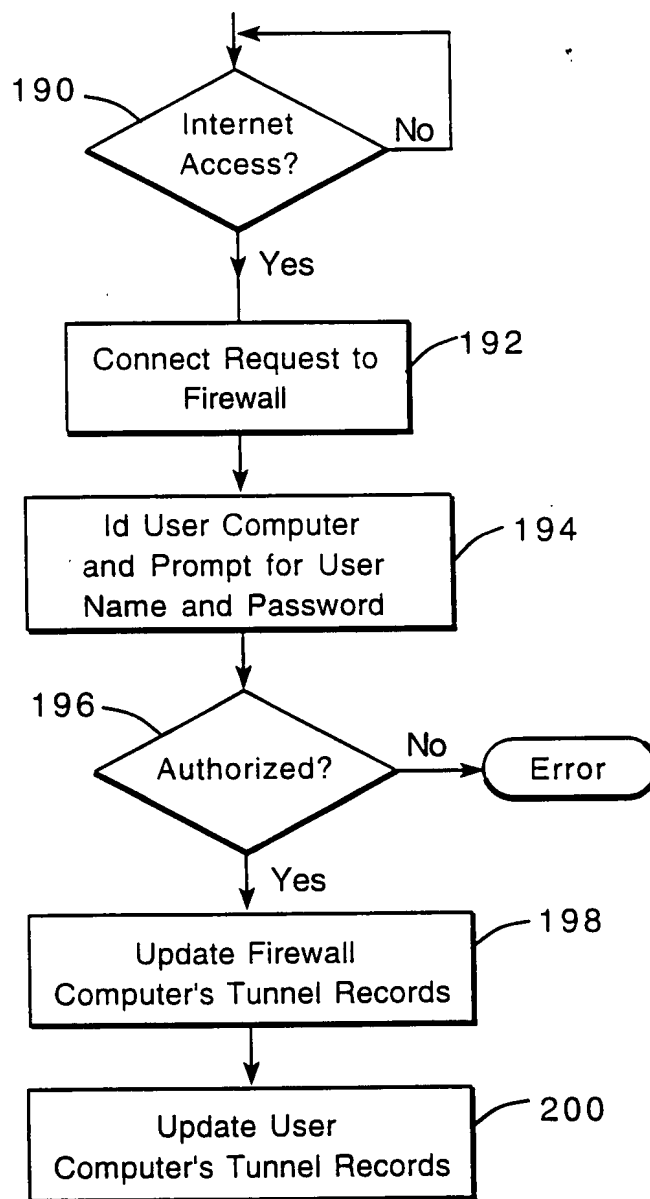 190
Internet
Access?
No
Yes
192
Connect Request to
Firewall
194
Id User Computer
and Prompt for User
Name and Password
196
Authorized?
No
Error
Yes
198
Update Firewall
Computer's Tunnel Records
200
Update User
Computer's Tunnel Records